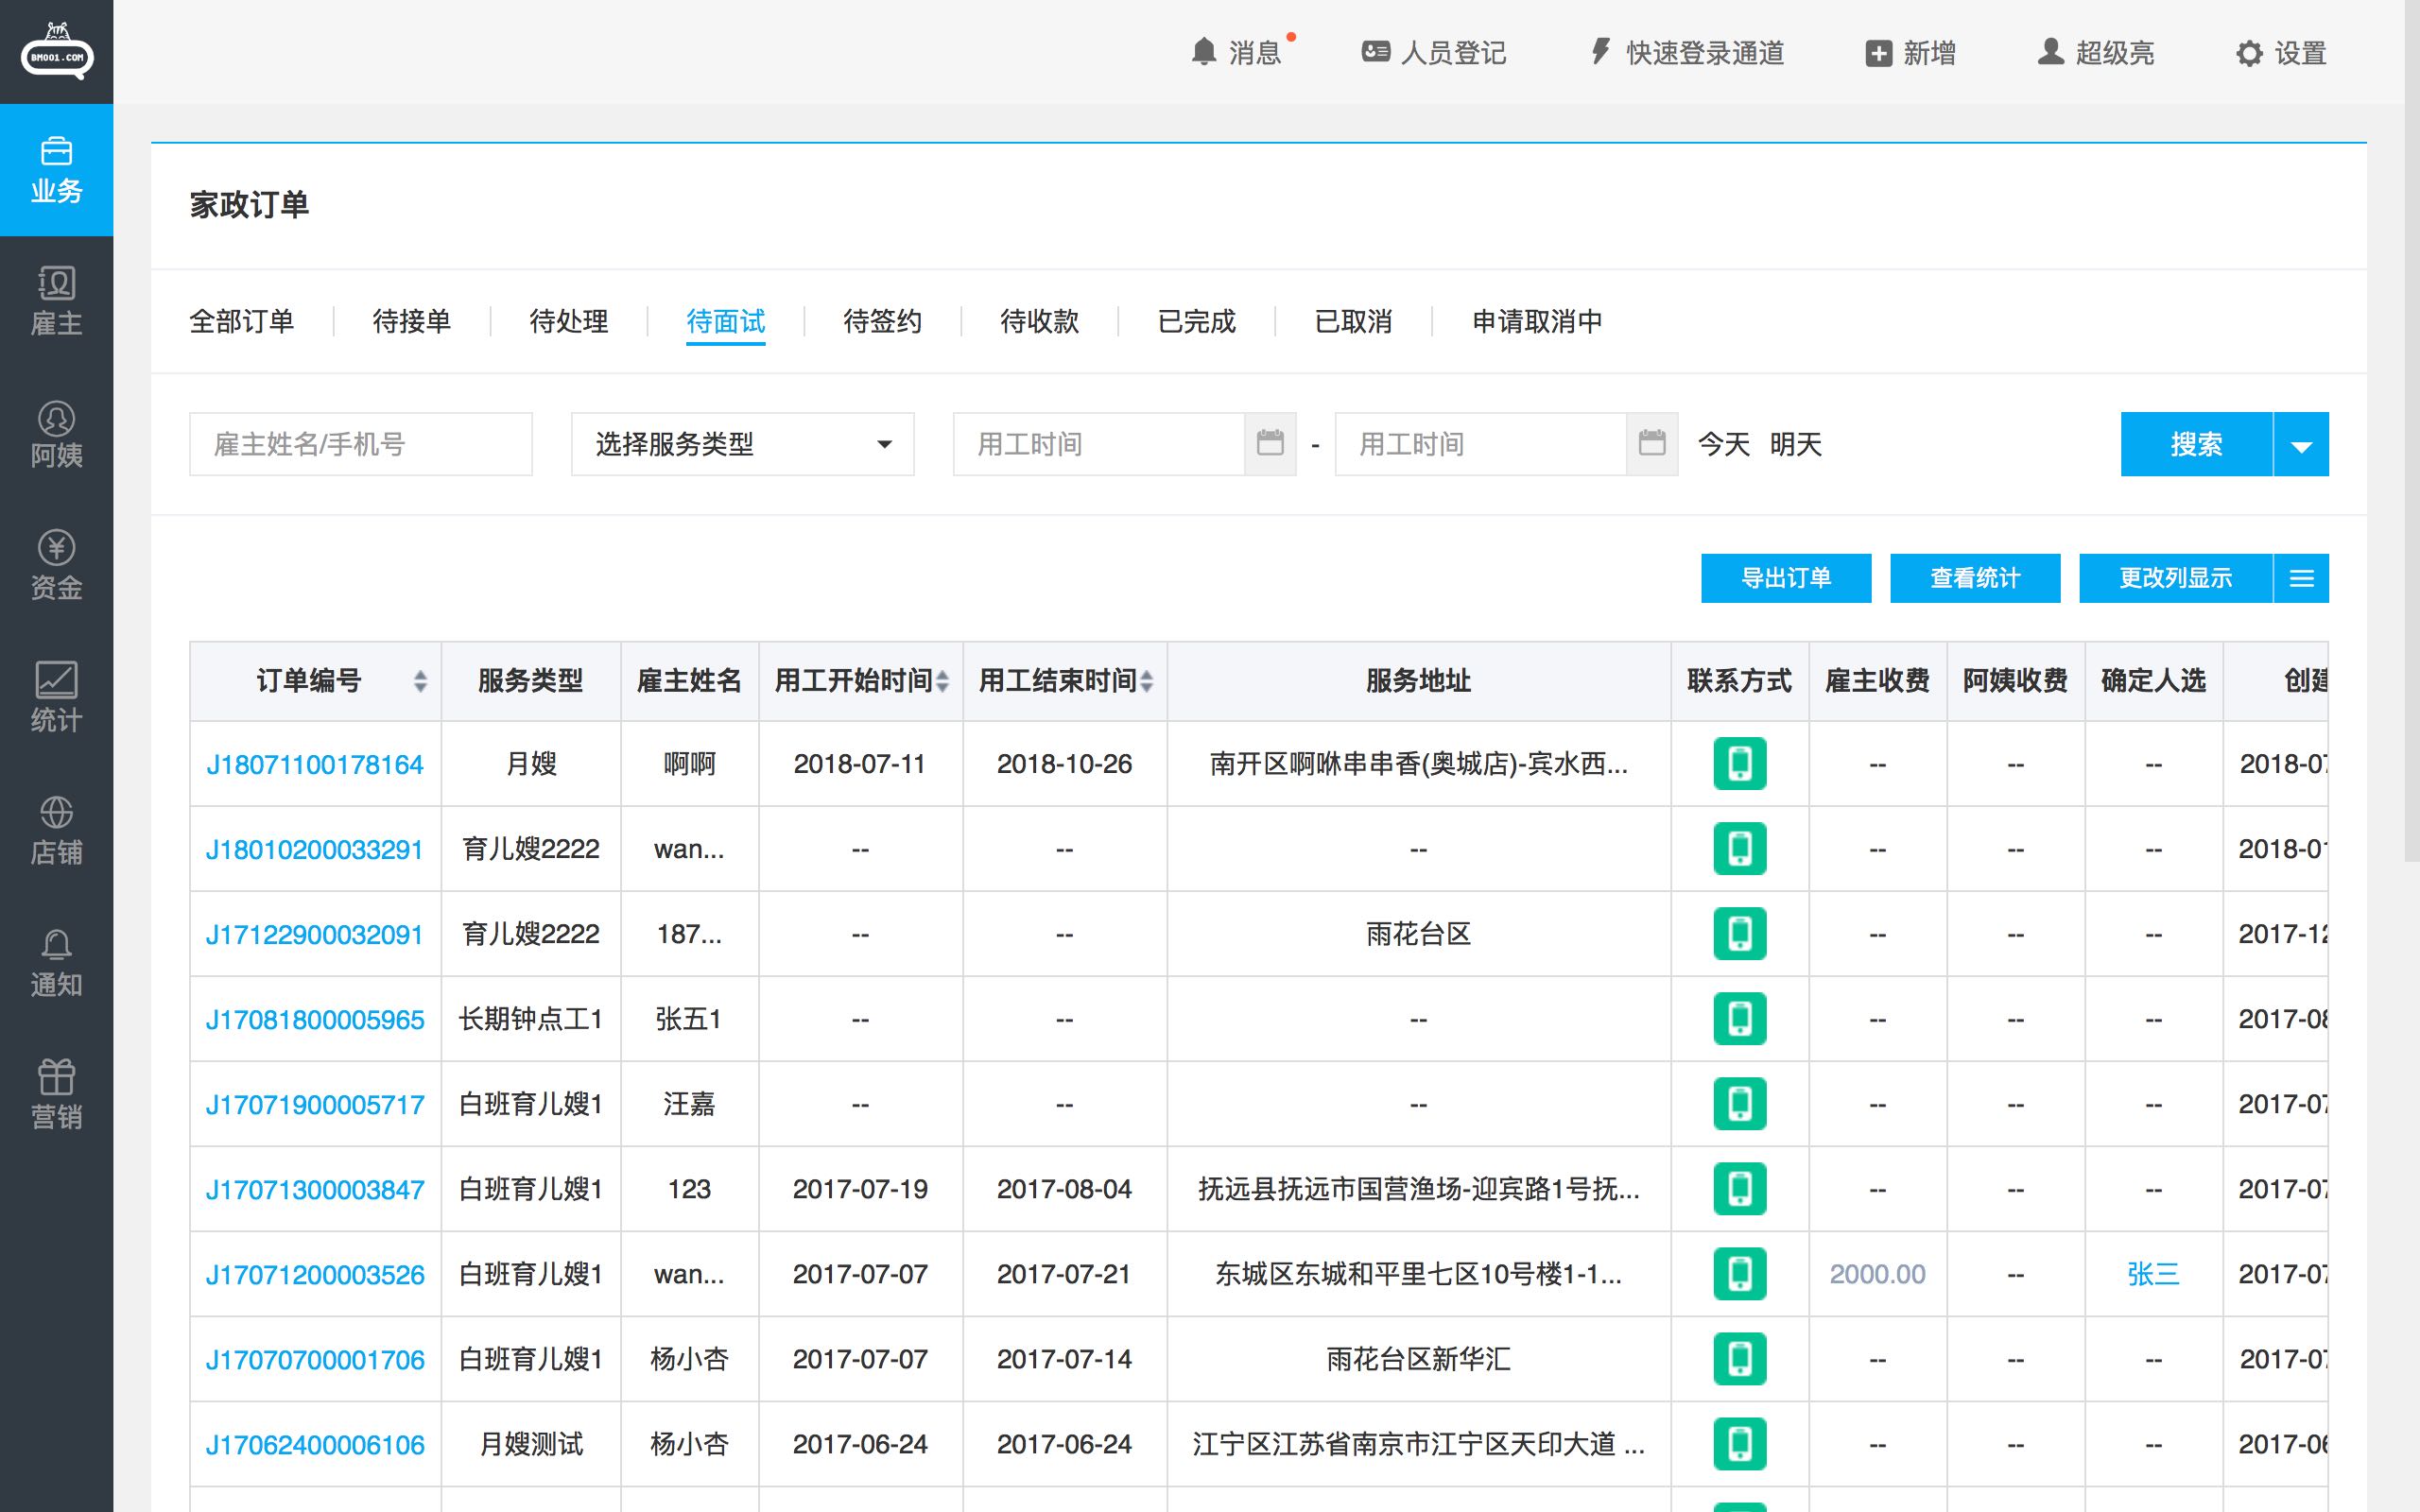 BM001.COM
消息 人员登记 快速登录通道 新增 超级亮 设置
业务
雇主
阿姨
资金
统计
店铺
通知
营销
家政订单
全部订单 待接单 待处理 待面试 待签约 待收款 已完成 已取消 申请取消中
雇主姓名/手机号 选择服务类型 用工时间 - 用工时间 今天 明天 搜索
导出订单 查看统计 更改列显示
订单编号 服务类型 雇主姓名 用工开始时间 用工结束时间 服务地址 联系方式 雇主收费 阿姨收费 确定人选 创建
J18071100178164 月嫂 啊啊 2018-07-11 2018-10-26 南开区啊咻串串香(奥城店)-宾水西... -- -- -- 2018-07
J18010200033291 育儿嫂2222 wan... -- -- -- -- -- -- 2018-01
J17122900032091 育儿嫂2222 187... -- -- 雨花台区 -- -- -- 2017-12
J17081800005965 长期钟点工1 张五1 -- -- -- -- -- -- 2017-08
J17071900005717 白班育儿嫂1 汪嘉 -- -- -- -- -- -- 2017-07
J17071300003847 白班育儿嫂1 123 2017-07-19 2017-08-04 抚远县抚远市国营渔场-迎宾路1号抚... -- -- -- 2017-07
J17071200003526 白班育儿嫂1 wan... 2017-07-07 2017-07-21 东城区东城和平里七区10号楼1-1... 2000.00 -- 张三 2017-07
J17070700001706 白班育儿嫂1 杨小杏 2017-07-07 2017-07-14 雨花台区新华汇 -- -- -- 2017-07
J17062400006106 月嫂测试 杨小杏 2017-06-24 2017-06-24 江宁区江苏省南京市江宁区天印大道 ... -- -- -- 2017-06